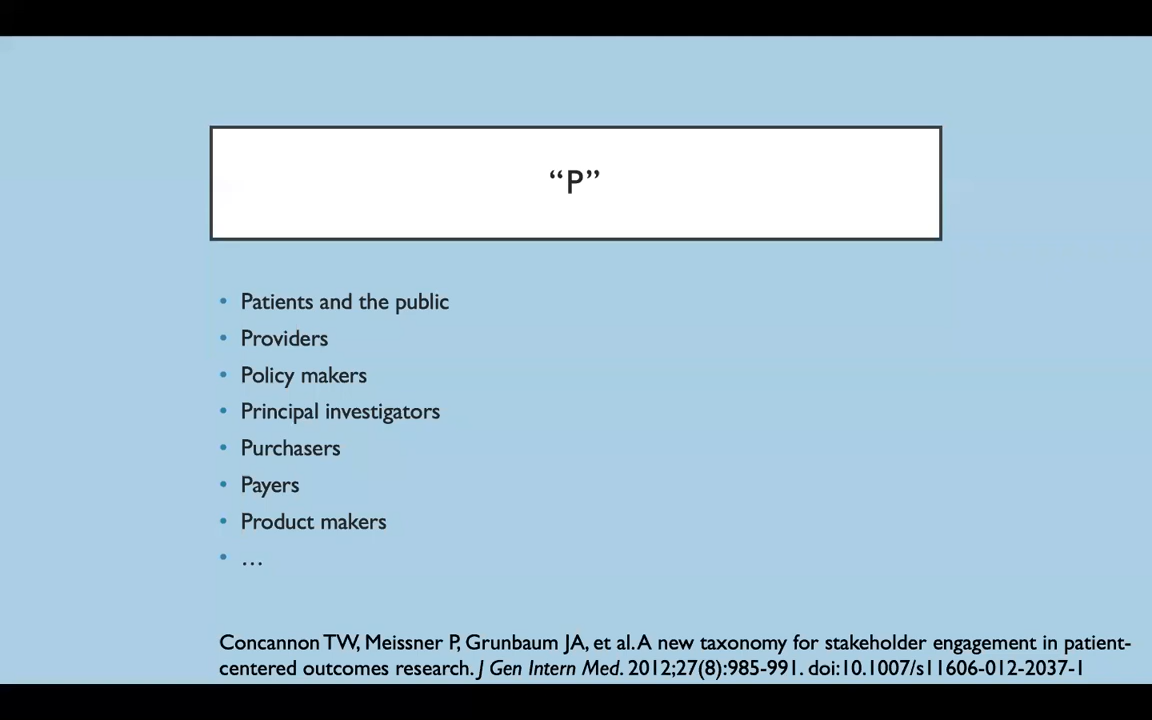 “P”
• Patients and the public
• Providers
• Policy makers
• Principal investigators
• Purchasers
• Payers
• Product makers
• …
Concannon TW, Meissner P, Grunbaum JA, et al. A new taxonomy for stakeholder engagement in patient-
centered outcomes research. J Gen Intern Med. 2012;27(8):985-991. doi:10.1007/s11606-012-2037-1